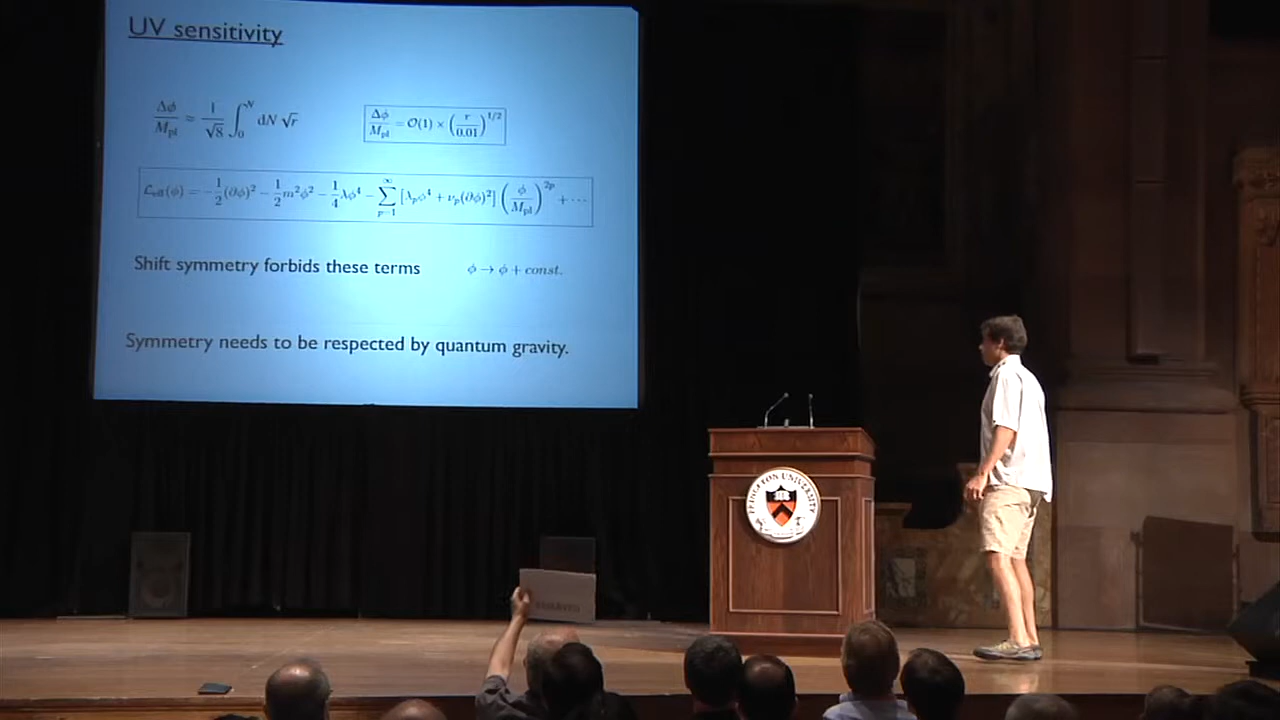 UV sensitivity
Δϕ/M_pl = 1/√8 ∫_0^N dN √r
Δϕ/M_pl = O(1) × (r/0.01)^{1/2}
ℒ_eff(ϕ) = −1/2(∂ϕ)² − 1/2 m²ϕ² − 1/4 λϕ⁴ − ∑_{p=1}^∞ [λ_p ϕ⁴ + ν_p(∂ϕ)²] (ϕ/M_pl)^{2p} + ⋯
Shift symmetry forbids these terms
ϕ → ϕ + const.
Symmetry needs to be respected by quantum gravity.
PRINCETON UNIVERSITY